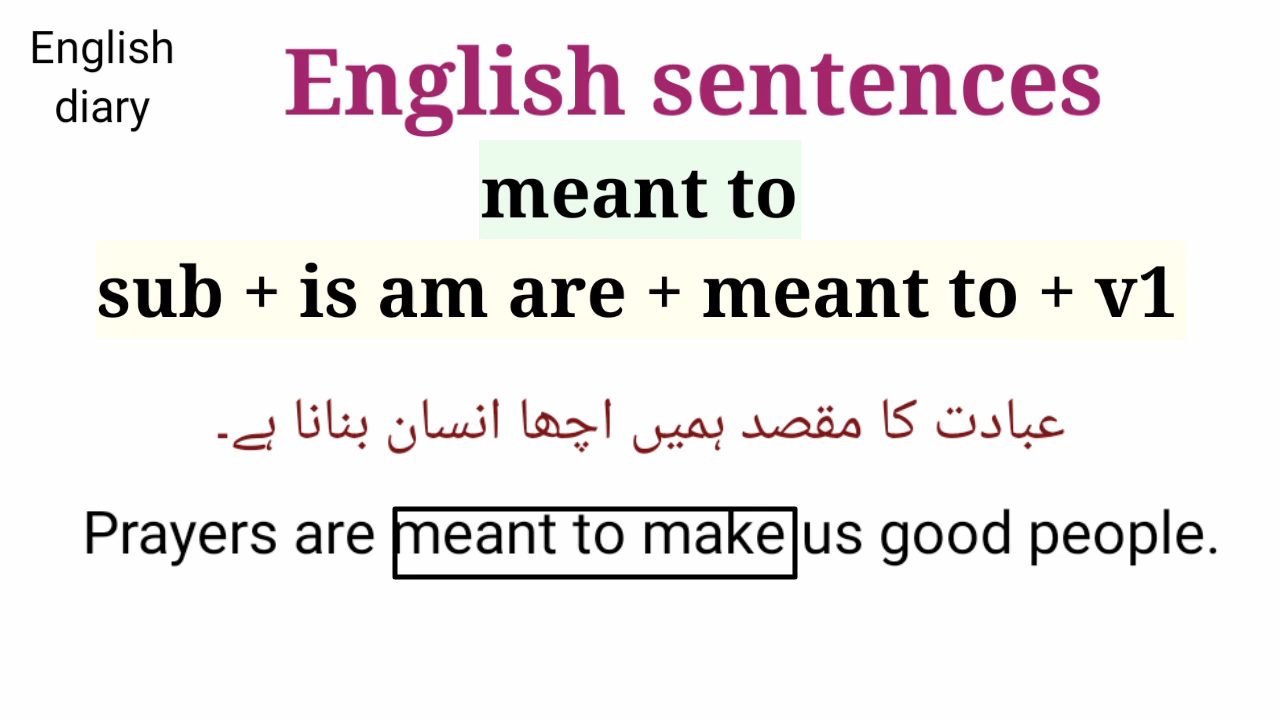 English
diary
English sentences
meant to
sub + is am are + meant to + v1
عبادت کا مقصد ہمیں اچھا انسان بنانا ہے۔
Prayers are meant to make us good people.